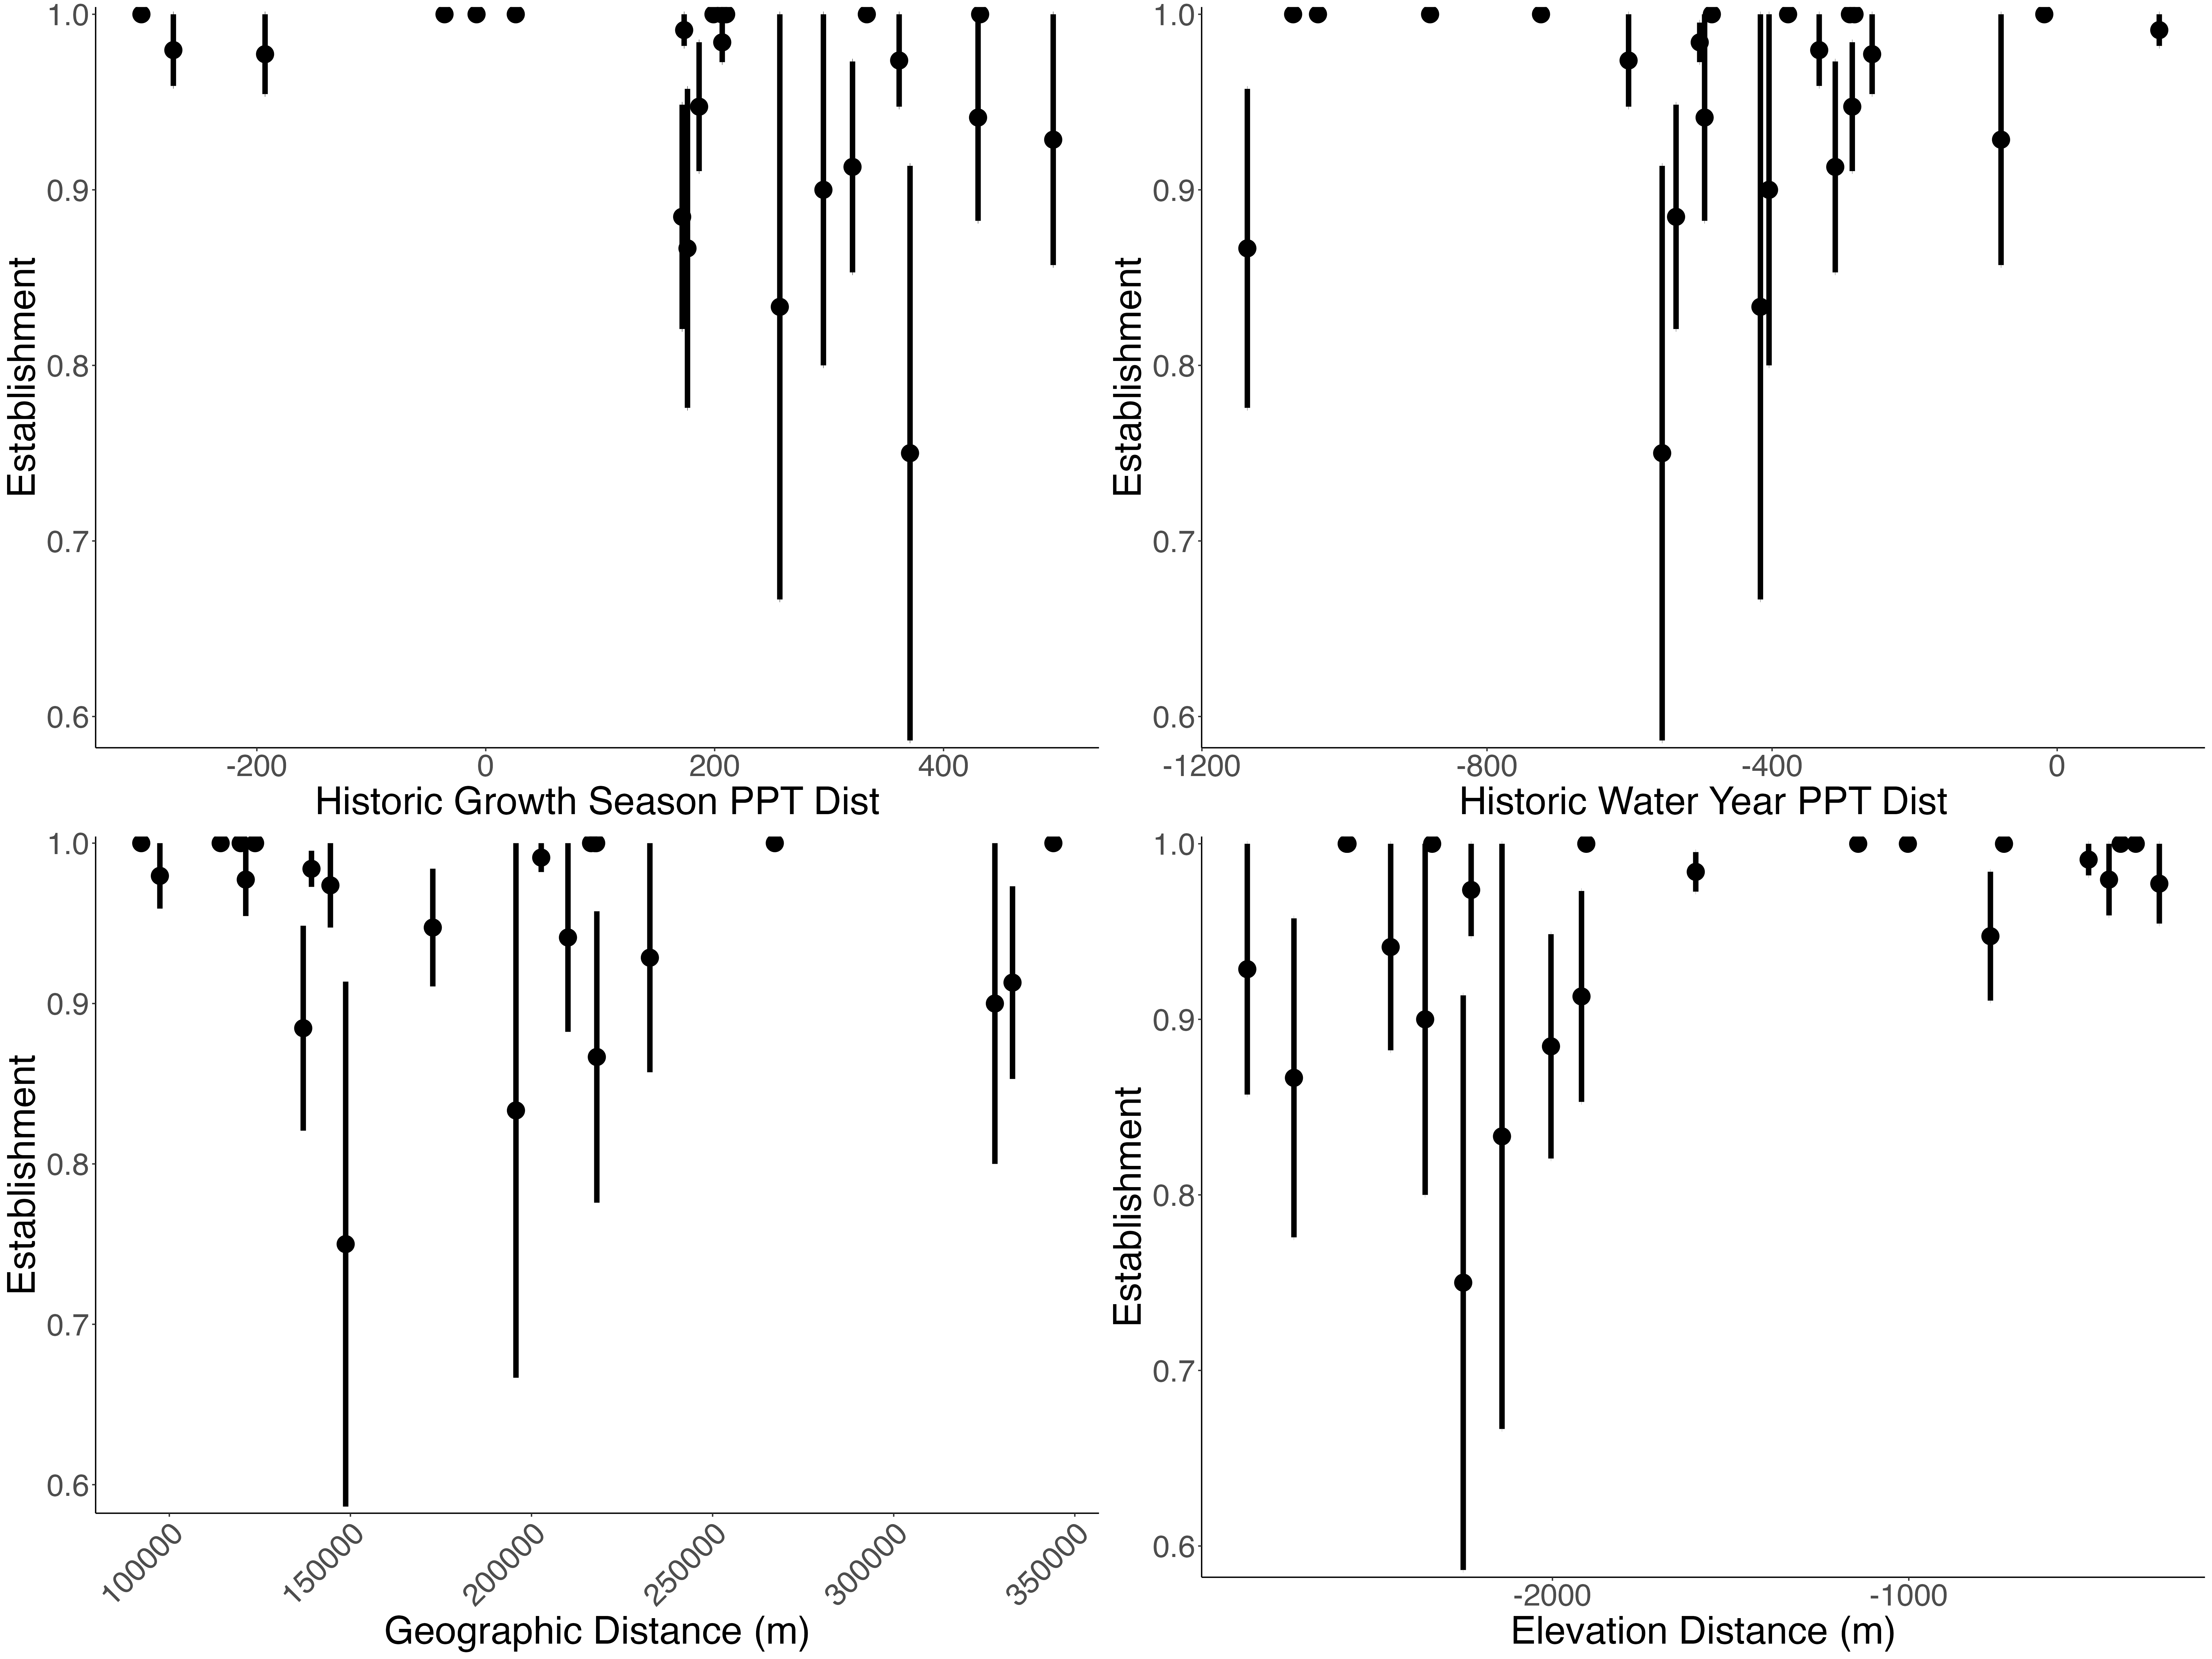 1.0
0.9
0.8
0.7
0.6
Establishment
-200 0 200 400
Historic Growth Season PPT Dist
1.0
0.9
0.8
0.7
0.6
Establishment
-1200 -800 -400 0
Historic Water Year PPT Dist
1.0
0.9
0.8
0.7
0.6
Establishment
100000 150000 200000 250000 300000 350000
Geographic Distance (m)
1.0
0.9
0.8
0.7
0.6
Establishment
-2000 -1000
Elevation Distance (m)